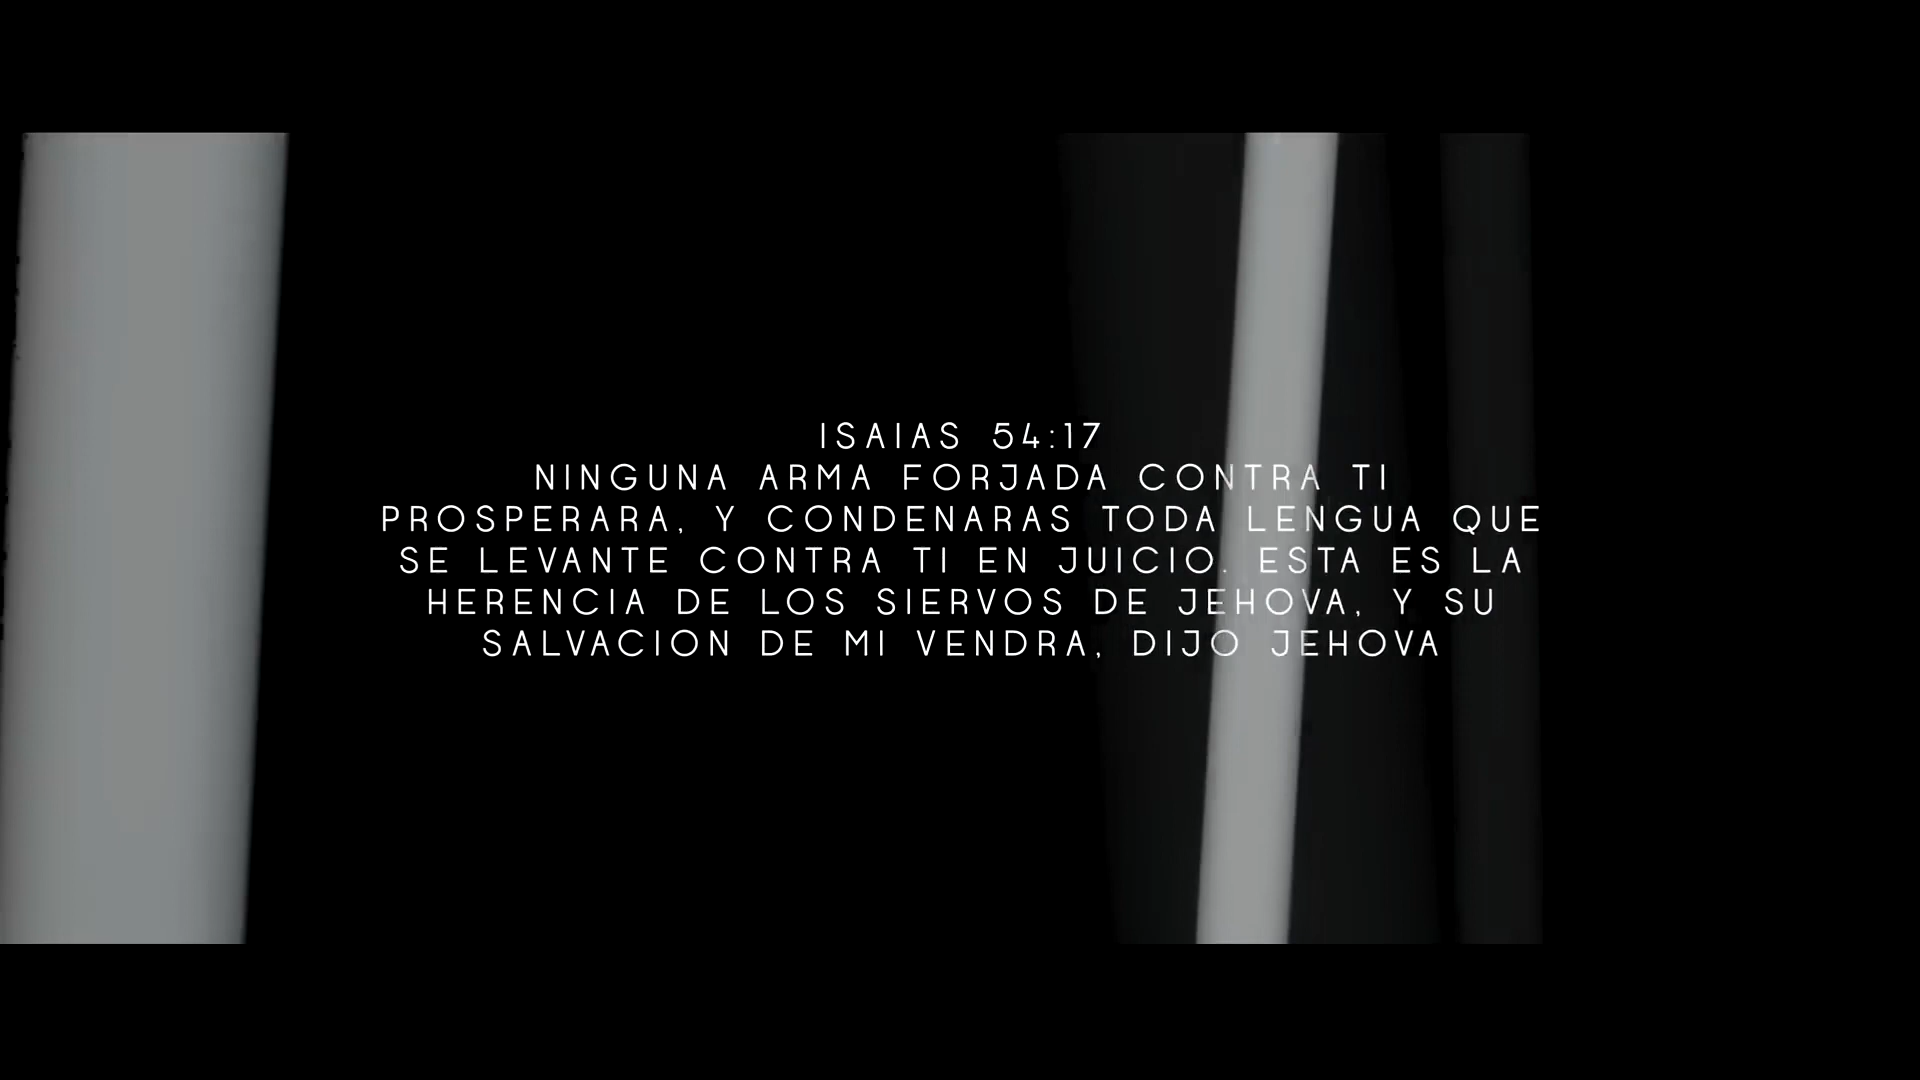 ISAIAS 54:17
NINGUNA ARMA FORJADA CONTRA TI
PROSPERARA, Y CONDENARAS TODA LENGUA QUE
SE LEVANTE CONTRA TI EN JUICIO. ESTA ES LA
HERENCIA DE LOS SIERVOS DE JEHOVA, Y SU
SALVACION DE MI VENDRA, DIJO JEHOVA